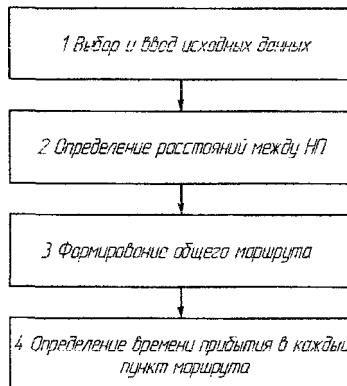 1 Выбор и ввод исходных данных
2 Определение расстояний между НП
3 Формирование общего маршрута
4 Определение времени прибытия в каждый
пункт маршрута